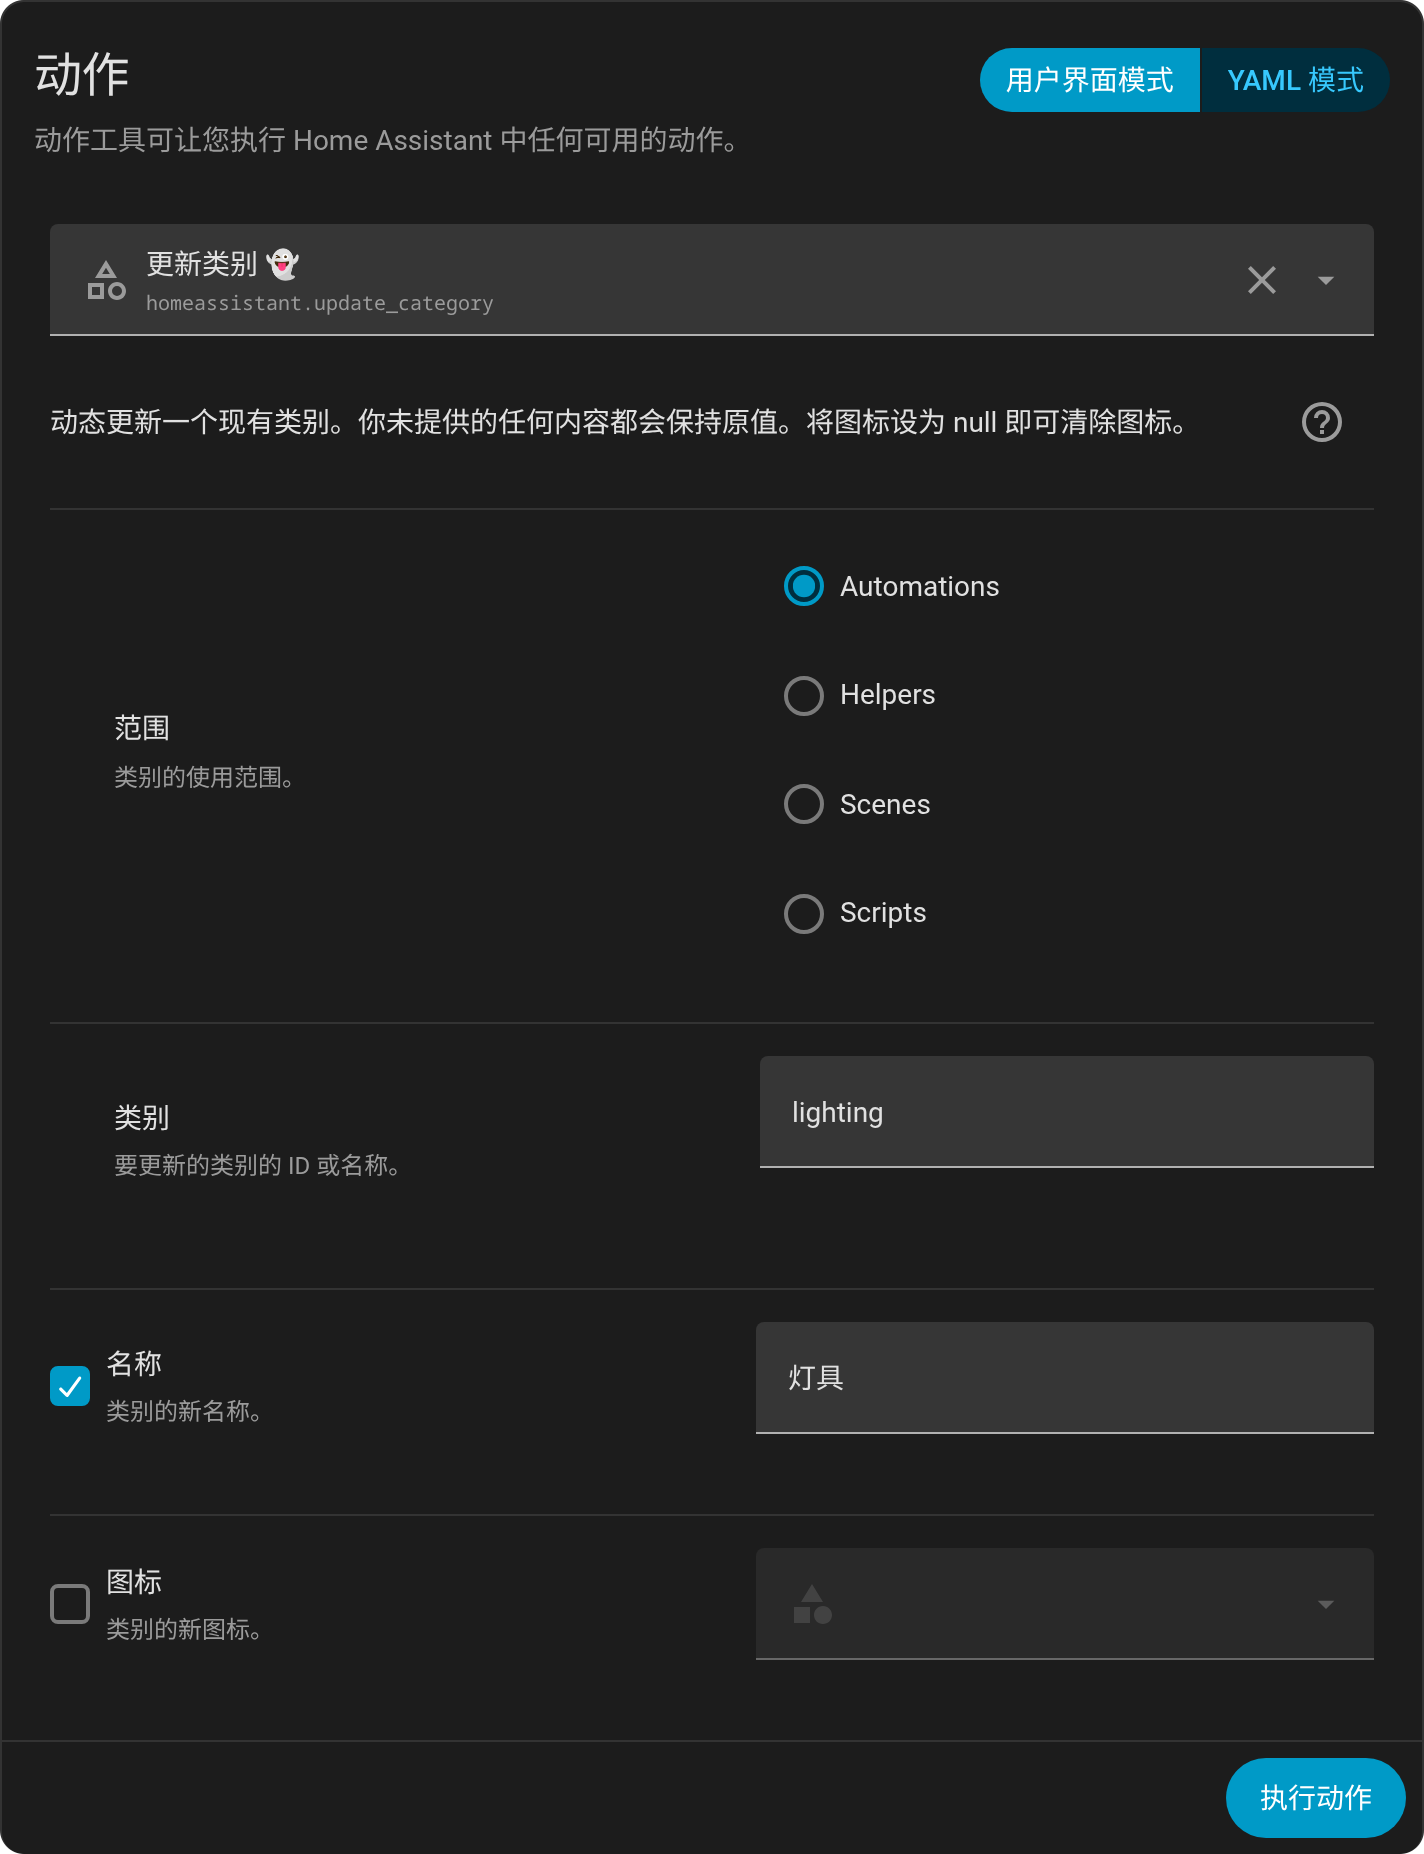 动作
用户界面模式
YAML 模式
动作工具可让您执行 Home Assistant 中任何可用的动作。
更新类别 👻
homeassistant.update_category
动态更新一个现有类别。你未提供的任何内容都会保持原值。将图标设为 null 即可清除图标。
范围
类别的使用范围。
Automations
Helpers
Scenes
Scripts
类别
要更新的类别的 ID 或名称。
lighting
名称
类别的新名称。
灯具
图标
类别的新图标。
执行动作